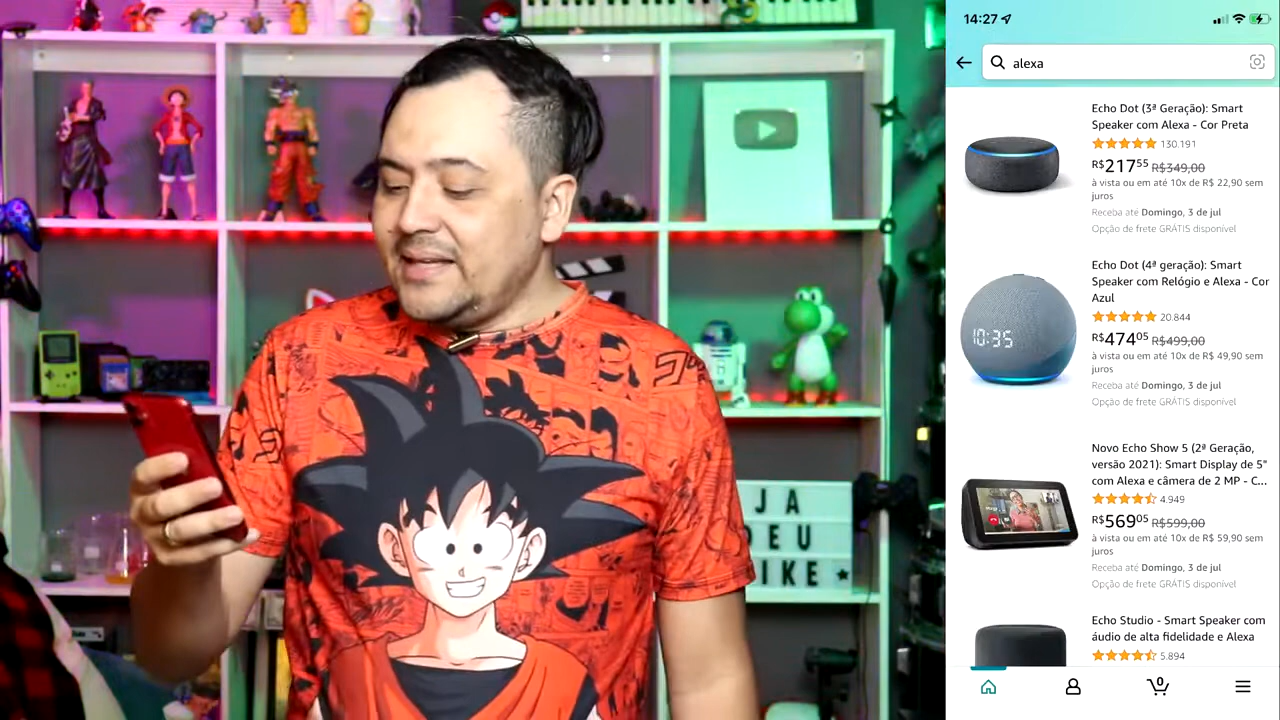 14:27
alexa
Echo Dot (3ª Geração): Smart
Speaker com Alexa - Cor Preta
130.191
R$217⁵⁵ R$349,00
à vista ou em até 10x de R$ 22,90 sem
juros
Receba até Domingo, 3 de jul
Opção de frete GRÁTIS disponível
Echo Dot (4ª geração): Smart
Speaker com Relógio e Alexa - Cor
Azul
20.844
R$474⁰⁵ R$499,00
à vista ou em até 10x de R$ 49,90 sem
juros
Receba até Domingo, 3 de jul
Opção de frete GRÁTIS disponível
10:35
Novo Echo Show 5 (2ª Geração,
versão 2021): Smart Display de 5"
com Alexa e câmera de 2 MP - C...
4.949
R$569⁰⁵ R$599,00
à vista ou em até 10x de R$ 59,90 sem
juros
Receba até Domingo, 3 de jul
Opção de frete GRÁTIS disponível
Echo Studio - Smart Speaker com
áudio de alta fidelidade e Alexa
5.894
0
JA
DEU
LIKE